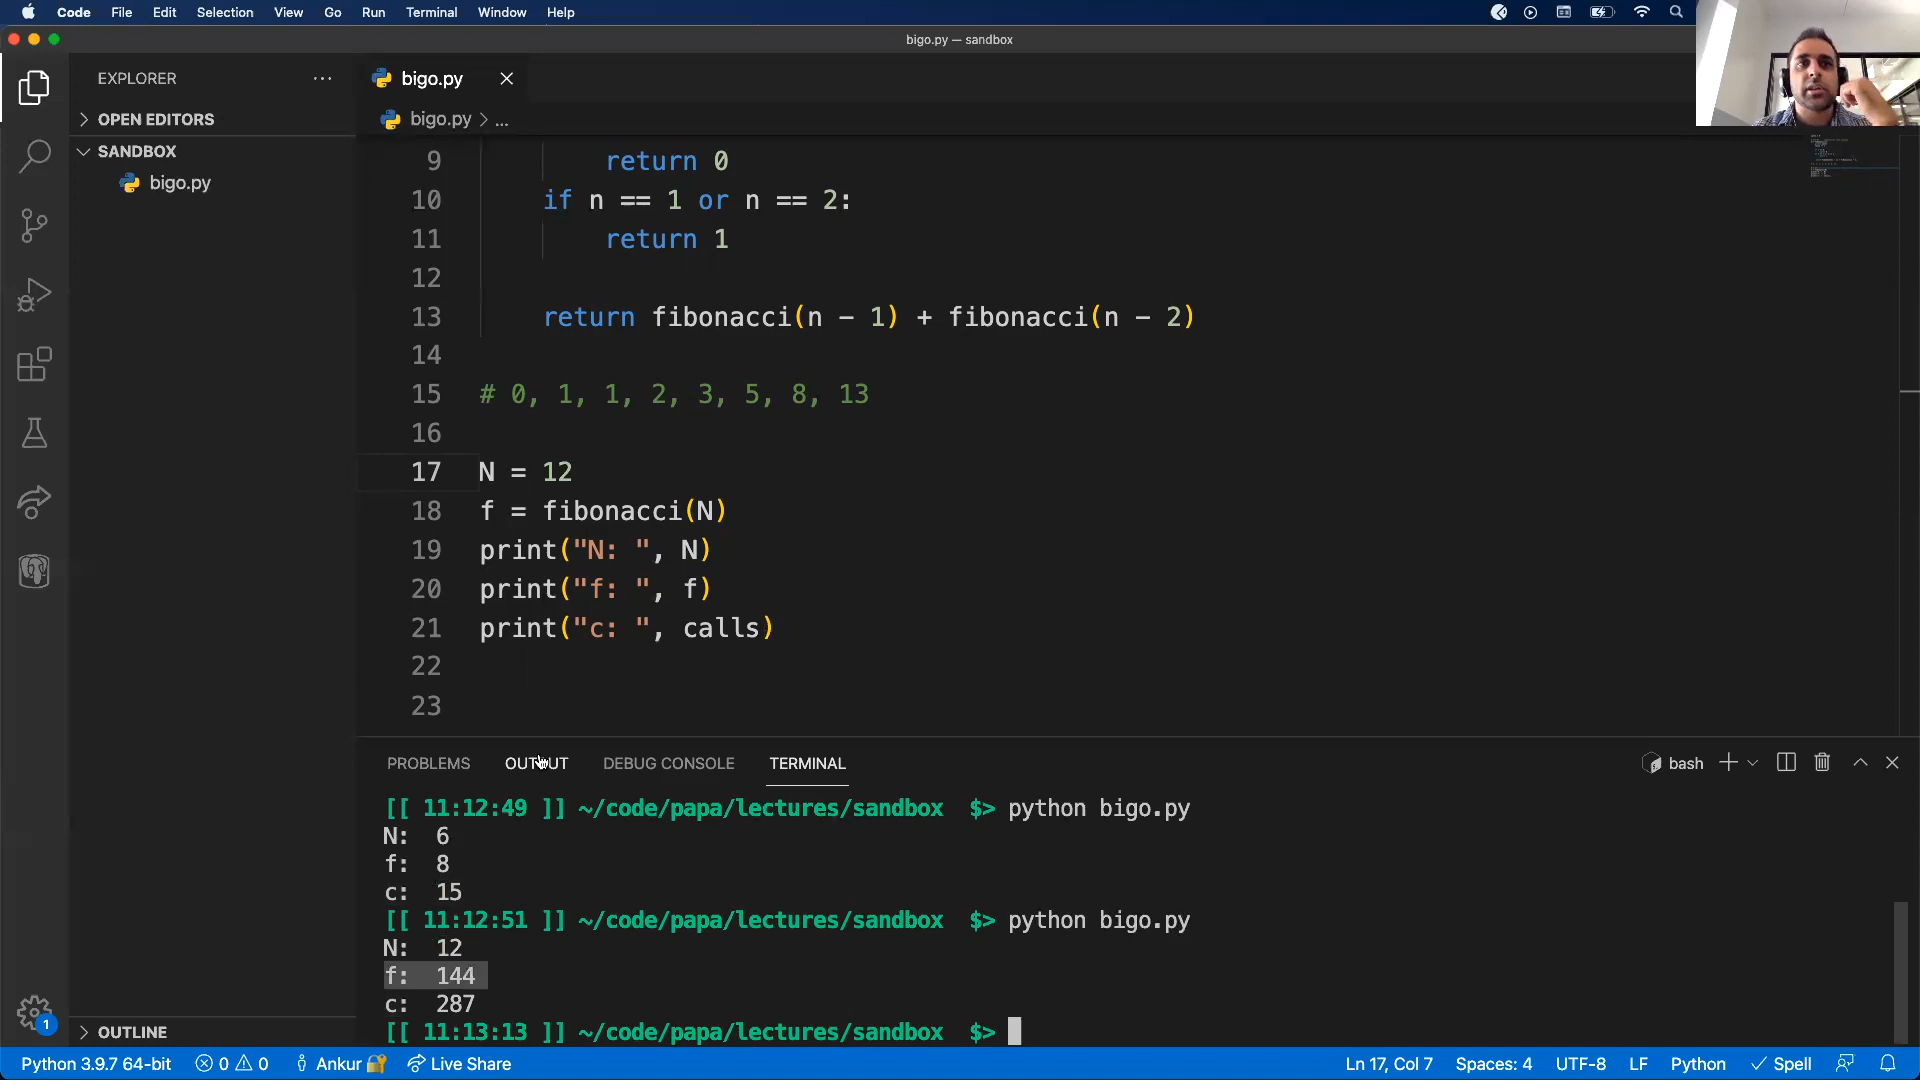 Code File Edit Selection View Go Run Terminal Window Help
bigo.py — sandbox
EXPLORER ...
bigo.py
OPEN EDITORS
bigo.py > ...
SANDBOX
bigo.py
9 return 0
10 if n == 1 or n == 2:
11 return 1
12
13 return fibonacci(n - 1) + fibonacci(n - 2)
14
15 # 0, 1, 1, 2, 3, 5, 8, 13
16
17 N = 12
18 f = fibonacci(N)
19 print("N: ", N)
20 print("f: ", f)
21 print("c: ", calls)
22
23
PROBLEMS OUTPUT DEBUG CONSOLE TERMINAL bash
[[ 11:12:49 ]] ~/code/papa/lectures/sandbox $> python bigo.py
N: 6
f: 8
c: 15
[[ 11:12:51 ]] ~/code/papa/lectures/sandbox $> python bigo.py
N: 12
f: 144
c: 287
[[ 11:13:13 ]] ~/code/papa/lectures/sandbox $>
1
OUTLINE
Python 3.9.7 64-bit 0 0 Ankur Live Share Ln 17, Col 7 Spaces: 4 UTF-8 LF Python Spell